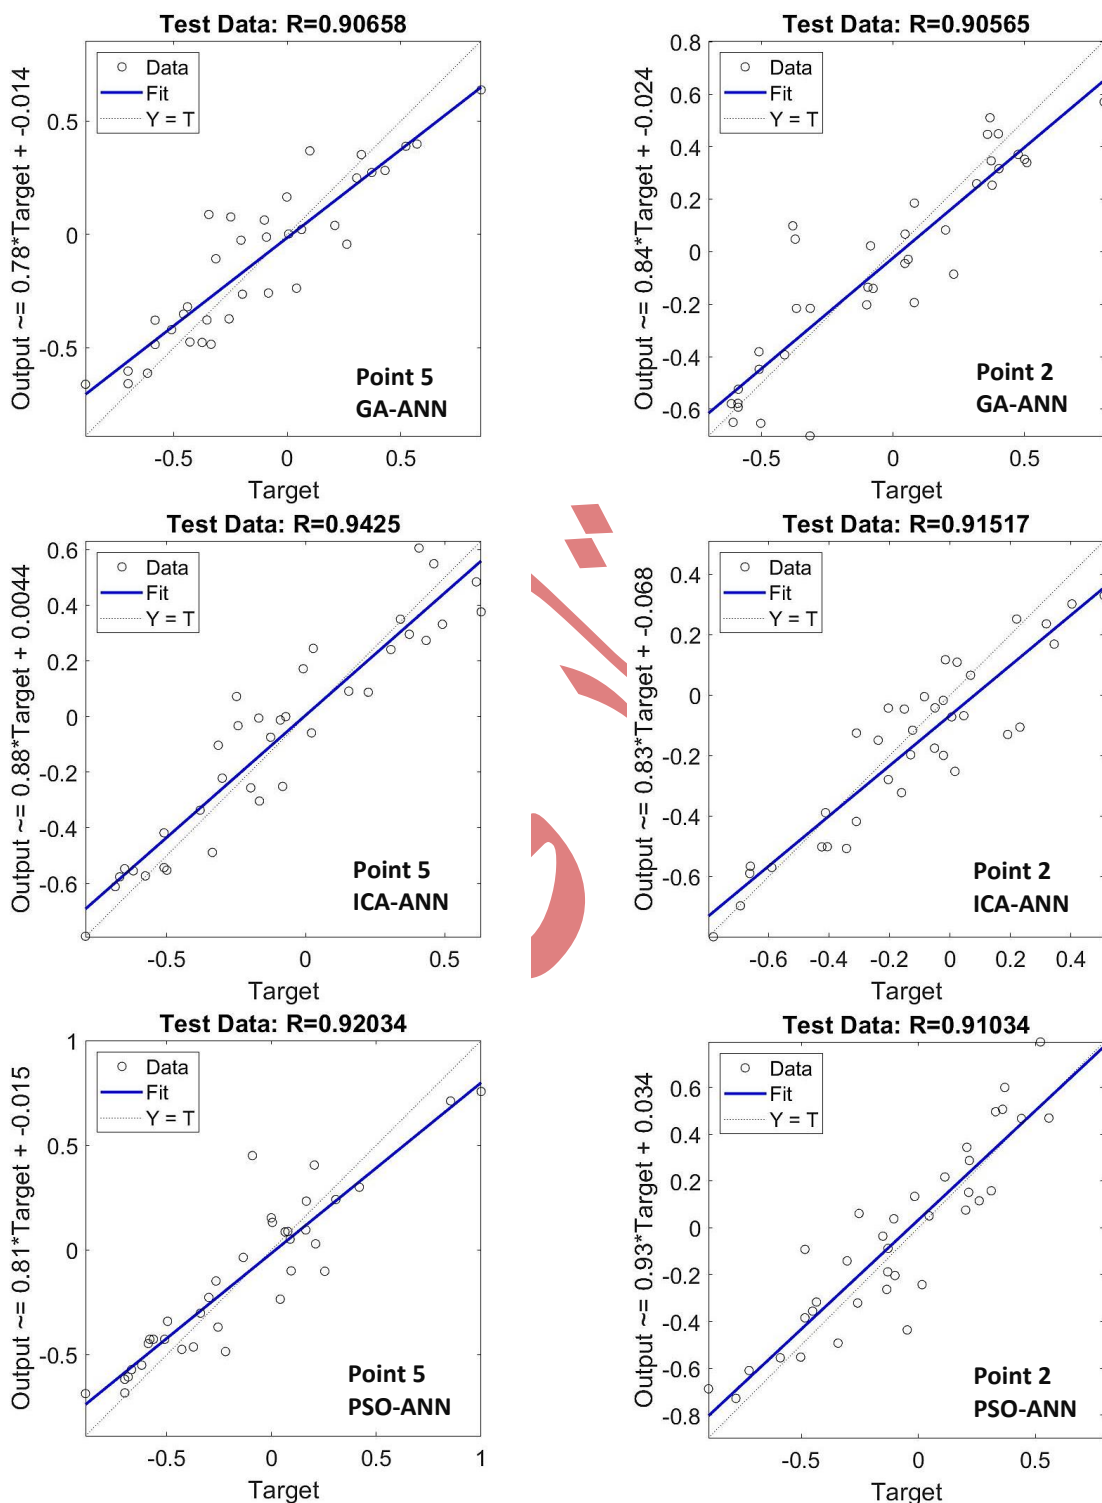 Test Data: R=0.90658
Output ~= 0.78*Target + -0.014
Data
Fit
Y = T
0.5
0
-0.5
Point 5
GA-ANN
-0.5 0 0.5
Target
Test Data: R=0.90565
Output ~= 0.84*Target + -0.024
Data
Fit
Y = T
0.8
0.6
0.4
0.2
0
-0.2
-0.4
-0.6
Point 2
GA-ANN
-0.5 0 0.5
Target
Test Data: R=0.9425
Output ~= 0.88*Target + 0.0044
Data
Fit
Y = T
0.6
0.4
0.2
0
-0.2
-0.4
-0.6
Point 5
ICA-ANN
-0.5 0 0.5
Target
Test Data: R=0.91517
Output ~= 0.83*Target + -0.068
Data
Fit
Y = T
0.4
0.2
0
-0.2
-0.4
-0.6
Point 2
ICA-ANN
-0.6 -0.4 -0.2 0 0.2 0.4
Target
Test Data: R=0.92034
Output ~= 0.81*Target + -0.015
Data
Fit
Y = T
1
0.5
0
-0.5
Point 5
PSO-ANN
-0.5 0 0.5 1
Target
Test Data: R=0.91034
Output ~= 0.93*Target + 0.034
Data
Fit
Y = T
0.6
0.4
0.2
0
-0.2
-0.4
-0.6
-0.8
Point 2
PSO-ANN
-0.5 0 0.5
Target